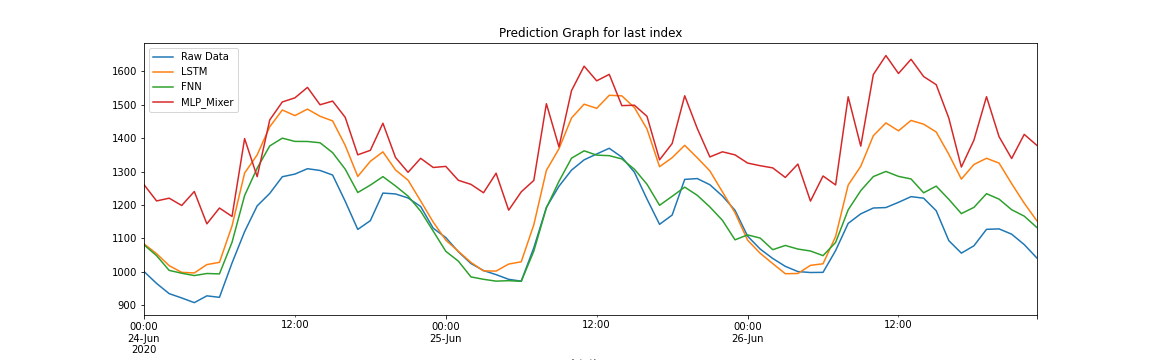 Prediction Graph for last index
Raw Data
LSTM
FNN
MLP_Mixer
1600
1500
1400
1300
1200
1100
1000
900
00:00
24-Jun
2020
12:00
00:00
25-Jun
12:00
00:00
26-Jun
12:00